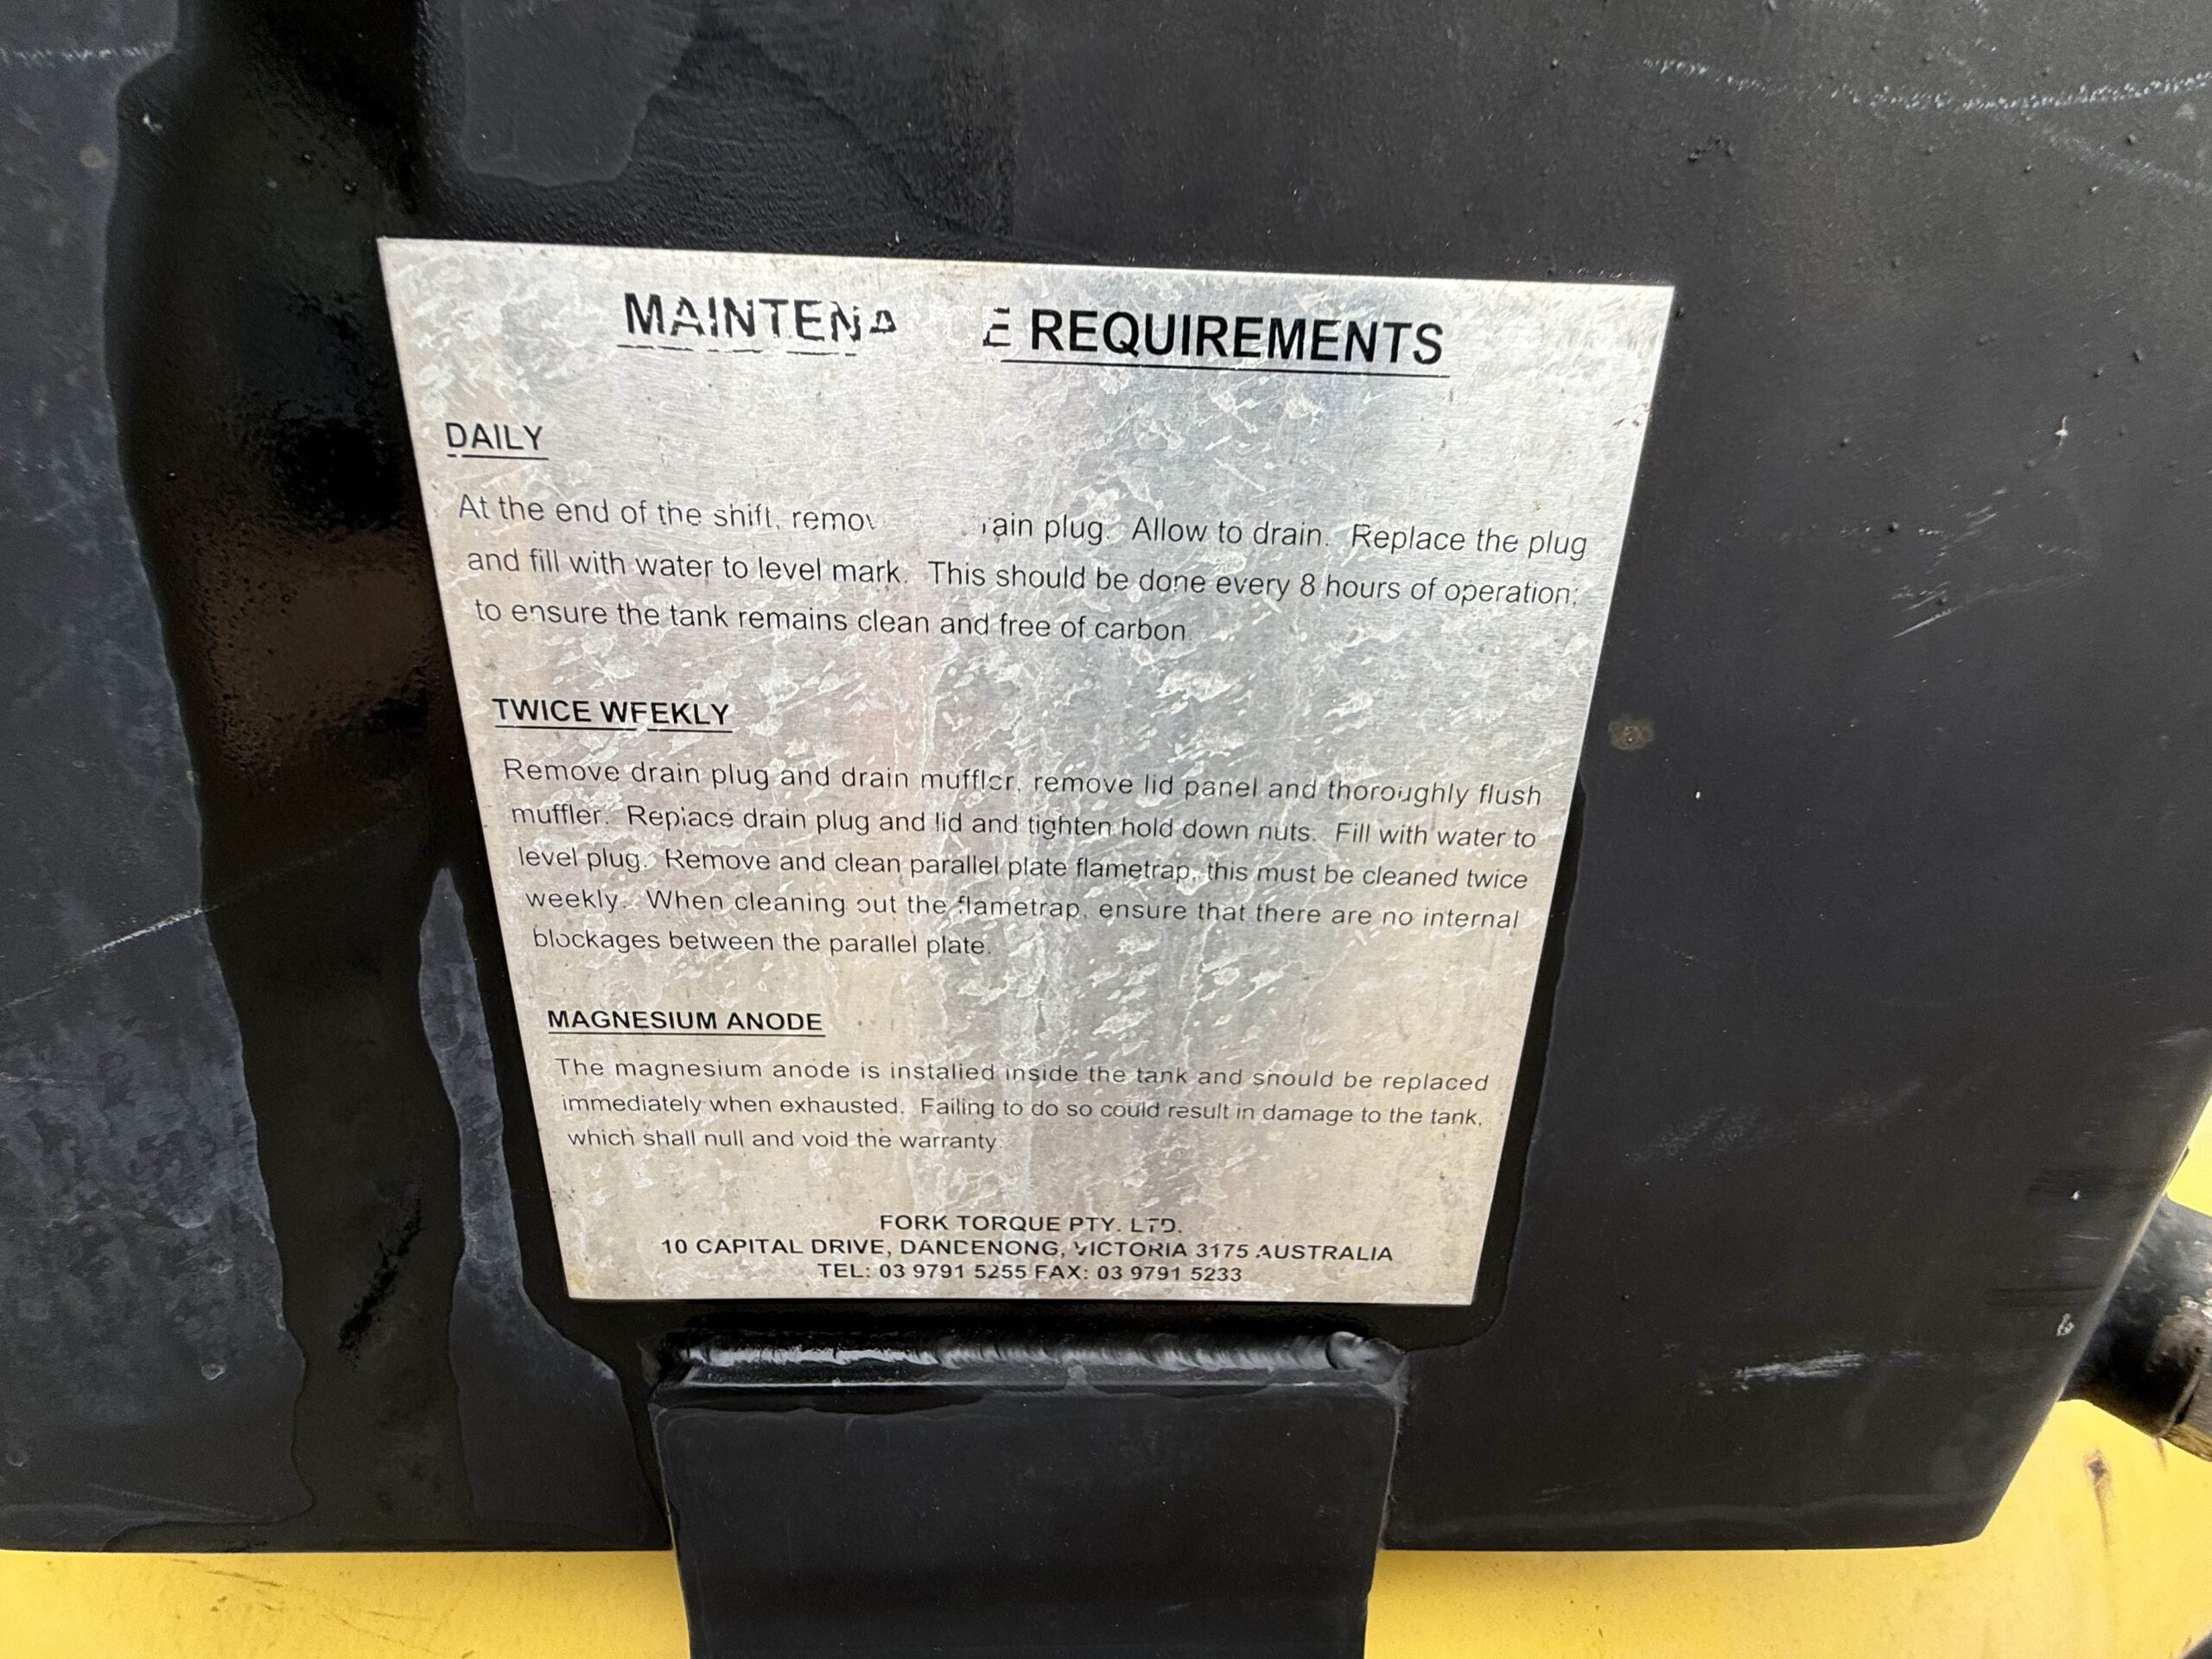 REQUIREMENTS
DAILY
At the end of the shift, plug. Allow to drain. Replace the plug
and fill with water to level mark. This should be done every 8 hours of operation;
to ensure the tank remains clean and free of carbon.
TWICE WEEKLY
Remove drain plug and drain muffler, remove lid panel and thoroughly flush
muffler. Replace drain plug and lid and tighten hold down nuts. Fill with water to
level plug. Remove and clean parallel plate flametrap, this must be cleaned twice
weekly. When cleaning out the flametrap, ensure that there are no internal
blockages between the parallel plate.
MAGNESIUM ANODE
The magnesium anode is installed inside the tank and should be replaced
immediately when exhausted. Failing to do so could result in damage to the tank,
which shall null and void the warranty.
FORK TORQUE PTY. LTD.
10 CAPITAL DRIVE, DANDENONG, VICTORIA 3175 AUSTRALIA
TEL: 03 9791 5255 FAX: 03 9791 5233